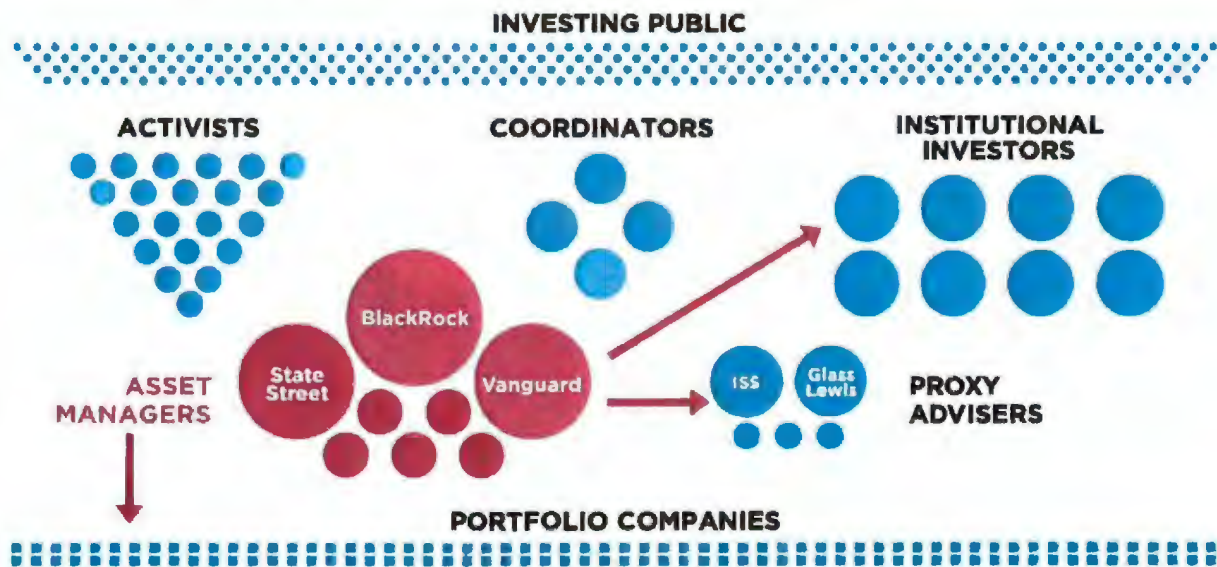 INVESTING PUBLIC
ACTIVISTS
COORDINATORS
INSTITUTIONAL
INVESTORS
BlackRock
State
Street
Vanguard
ASSET
MANAGERS
ISS
Glass
Lewis
PROXY
ADVISERS
PORTFOLIO COMPANIES